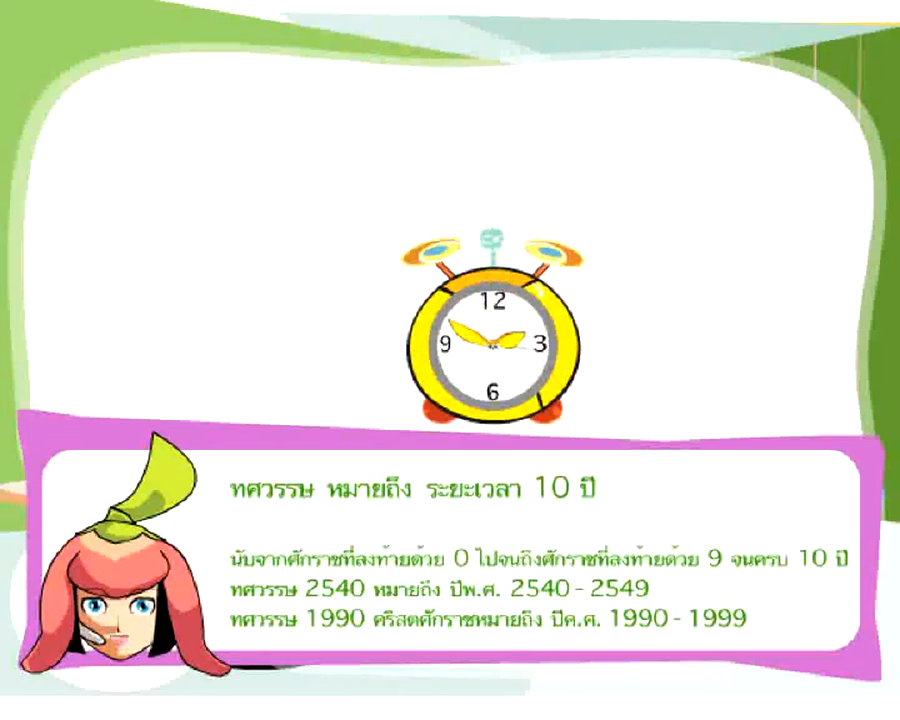 12
9
3
6
ทศวรรษ หมายถึง ระยะเวลา 10 ปี
นับจากศักราชที่ลงท้ายด้วย 0 ไปจนถึงศักราชที่ลงท้ายด้วย 9 จนครบ 10 ปี
ทศวรรษ 2540 หมายถึง ปีพ.ศ. 2540 - 2549
ทศวรรษ 1990 คริสตศักราชหมายถึง ปีค.ศ. 1990 - 1999